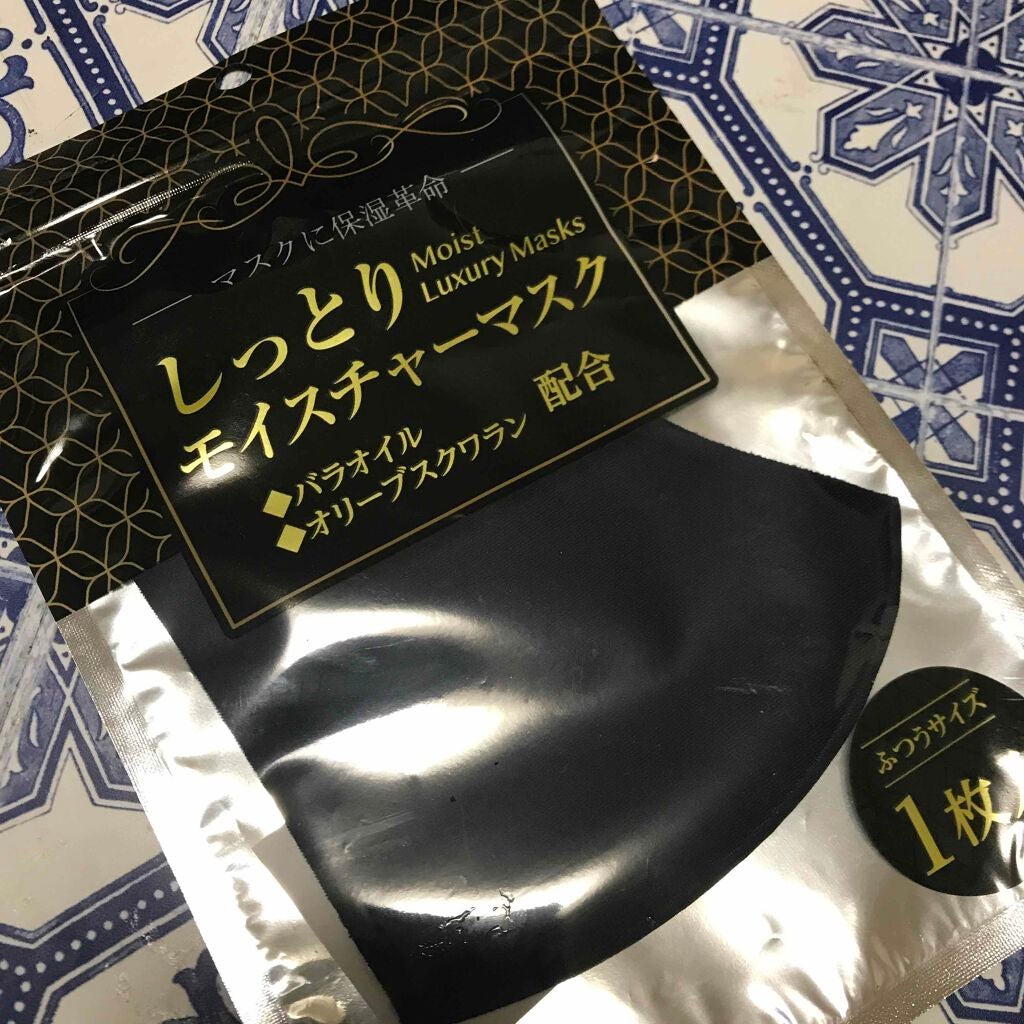 マスクに保湿革命
しっとり
Moist
Luxury Masks
モイスチャーマスク
◆バラオイル
◆オリーブスクワラン
配合
ふつうサイズ
1枚